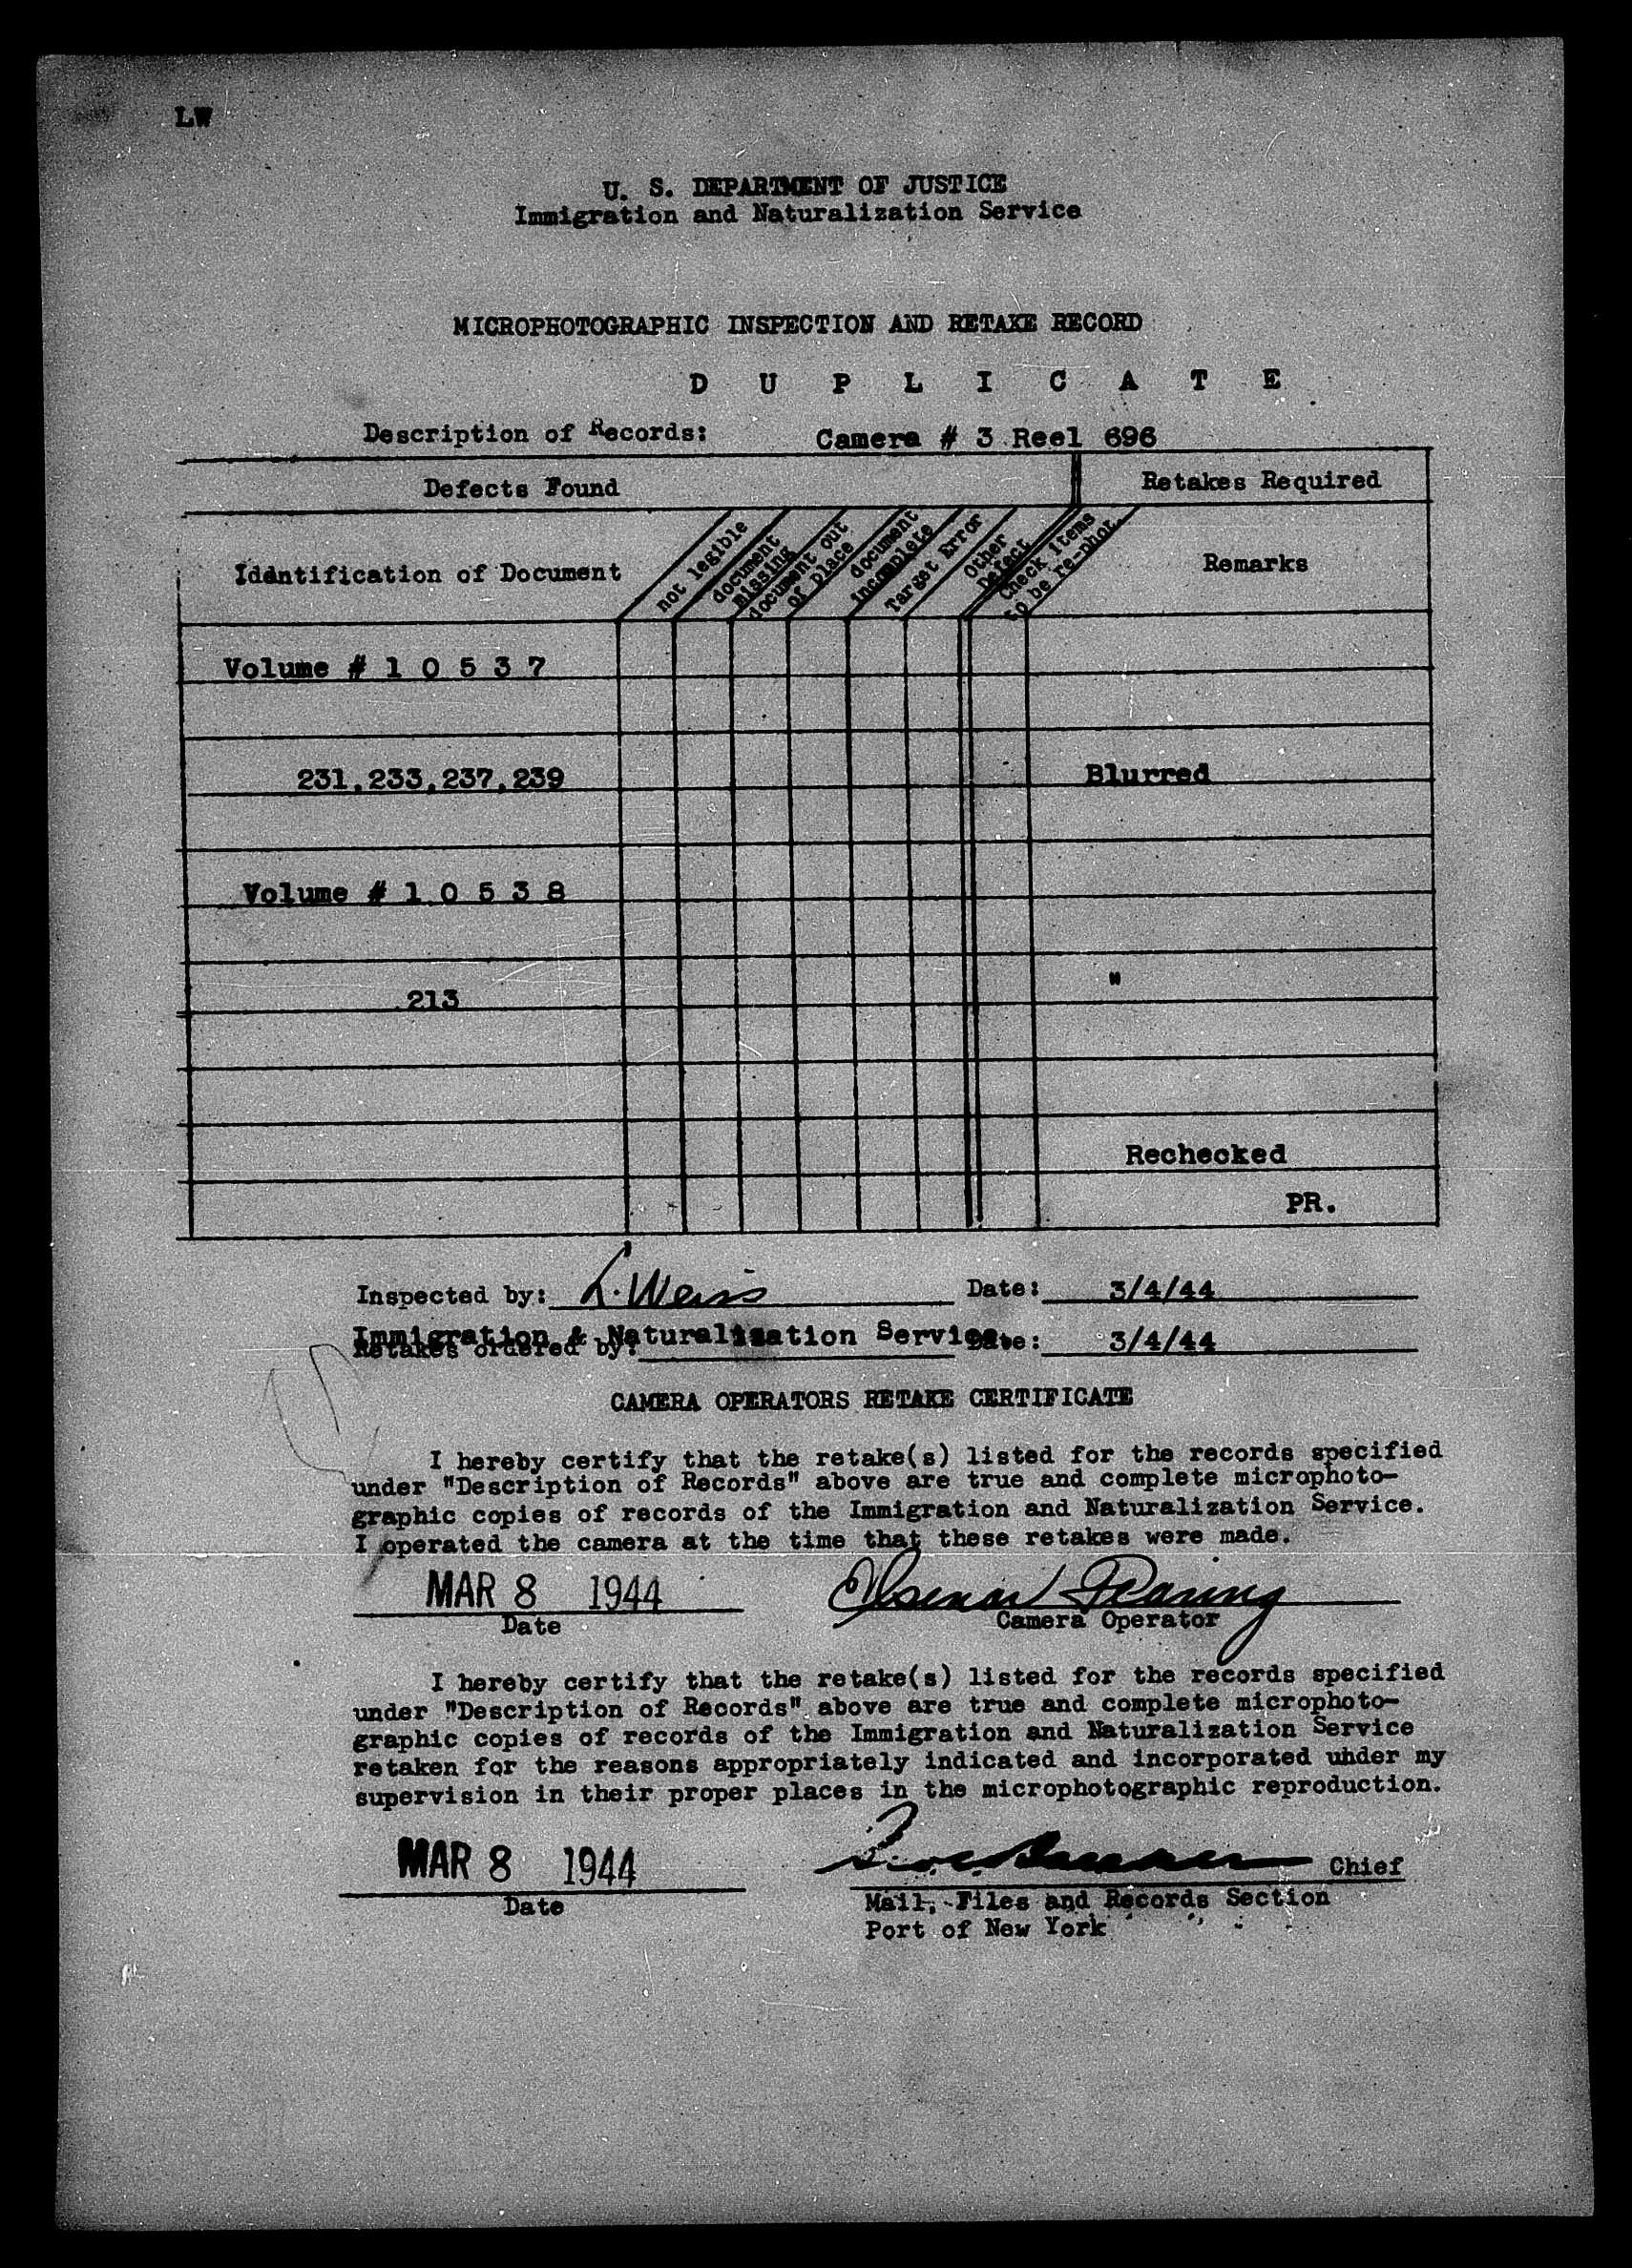 LW
U. S. DEPARTMENT OF JUSTICE
Immigration and Naturalization Service
MICROPHOTOGRAPHIC INSPECTION AND RETAKE RECORD
D U P L I C A T E
Description of Records: Camera # 3 Reel 696
Defects Found Retakes Required
Identification of Document
not legible
document missing
document out of place
document incomplete
Target Error
Other Defect
Check items to be re-phot.
Remarks
Volume # 1 0 5 3 7
231,233,237,239 Blurred
Volume # 1 0 5 3 8
213 "
Rechecked
PR.
Inspected by: L. Weiss Date: 3/4/44
Immigration & Naturalization Service
Retakes ordered by: Date: 3/4/44
CAMERA OPERATORS RETAKE CERTIFICATE
I hereby certify that the retake(s) listed for the records specified
under "Description of Records" above are true and complete microphoto-
graphic copies of records of the Immigration and Naturalization Service.
I operated the camera at the time that these retakes were made.
MAR 8 1944
Date Camera Operator
I hereby certify that the retake(s) listed for the records specified
under "Description of Records" above are true and complete microphoto-
graphic copies of records of the Immigration and Naturalization Service
retaken for the reasons appropriately indicated and incorporated under my
supervision in their proper places in the microphotographic reproduction.
MAR 8 1944 Chief
Date Mail, Files and Records Section
Port of New York